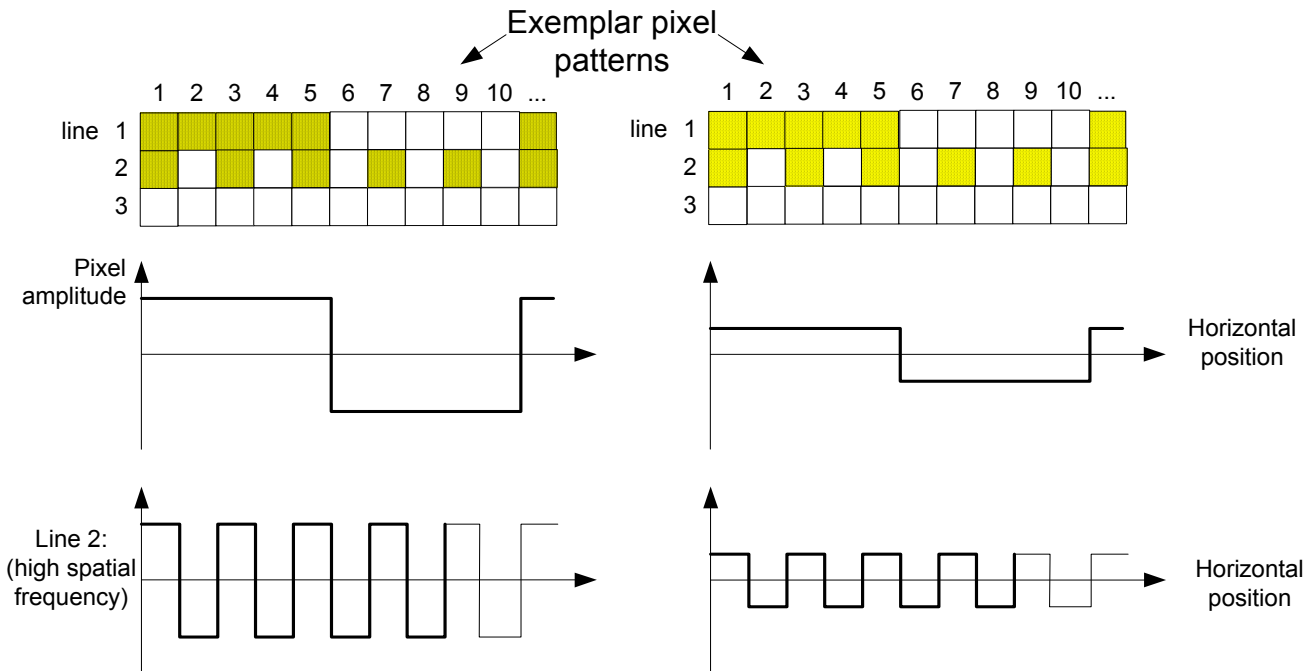 Exemplar pixel
patterns
1 2 3 4 5 6 7 8 9 10 ...
line 1
2
3
1 2 3 4 5 6 7 8 9 10 ...
line 1
2
3
Pixel
amplitude
Horizontal
position
Line 2:
(high spatial
frequency)
Horizontal
position